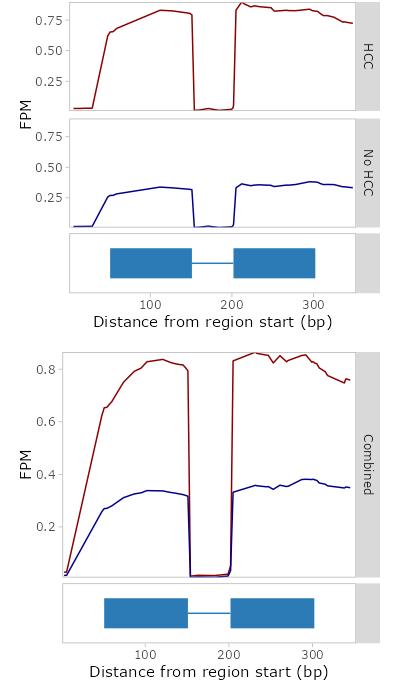 0.75
0.50
0.25
HCC
FPM
0.75
0.50
0.25
No HCC
100 200 300
Distance from region start (bp)
0.8
0.6
0.4
0.2
FPM
Combined
100 200 300
Distance from region start (bp)